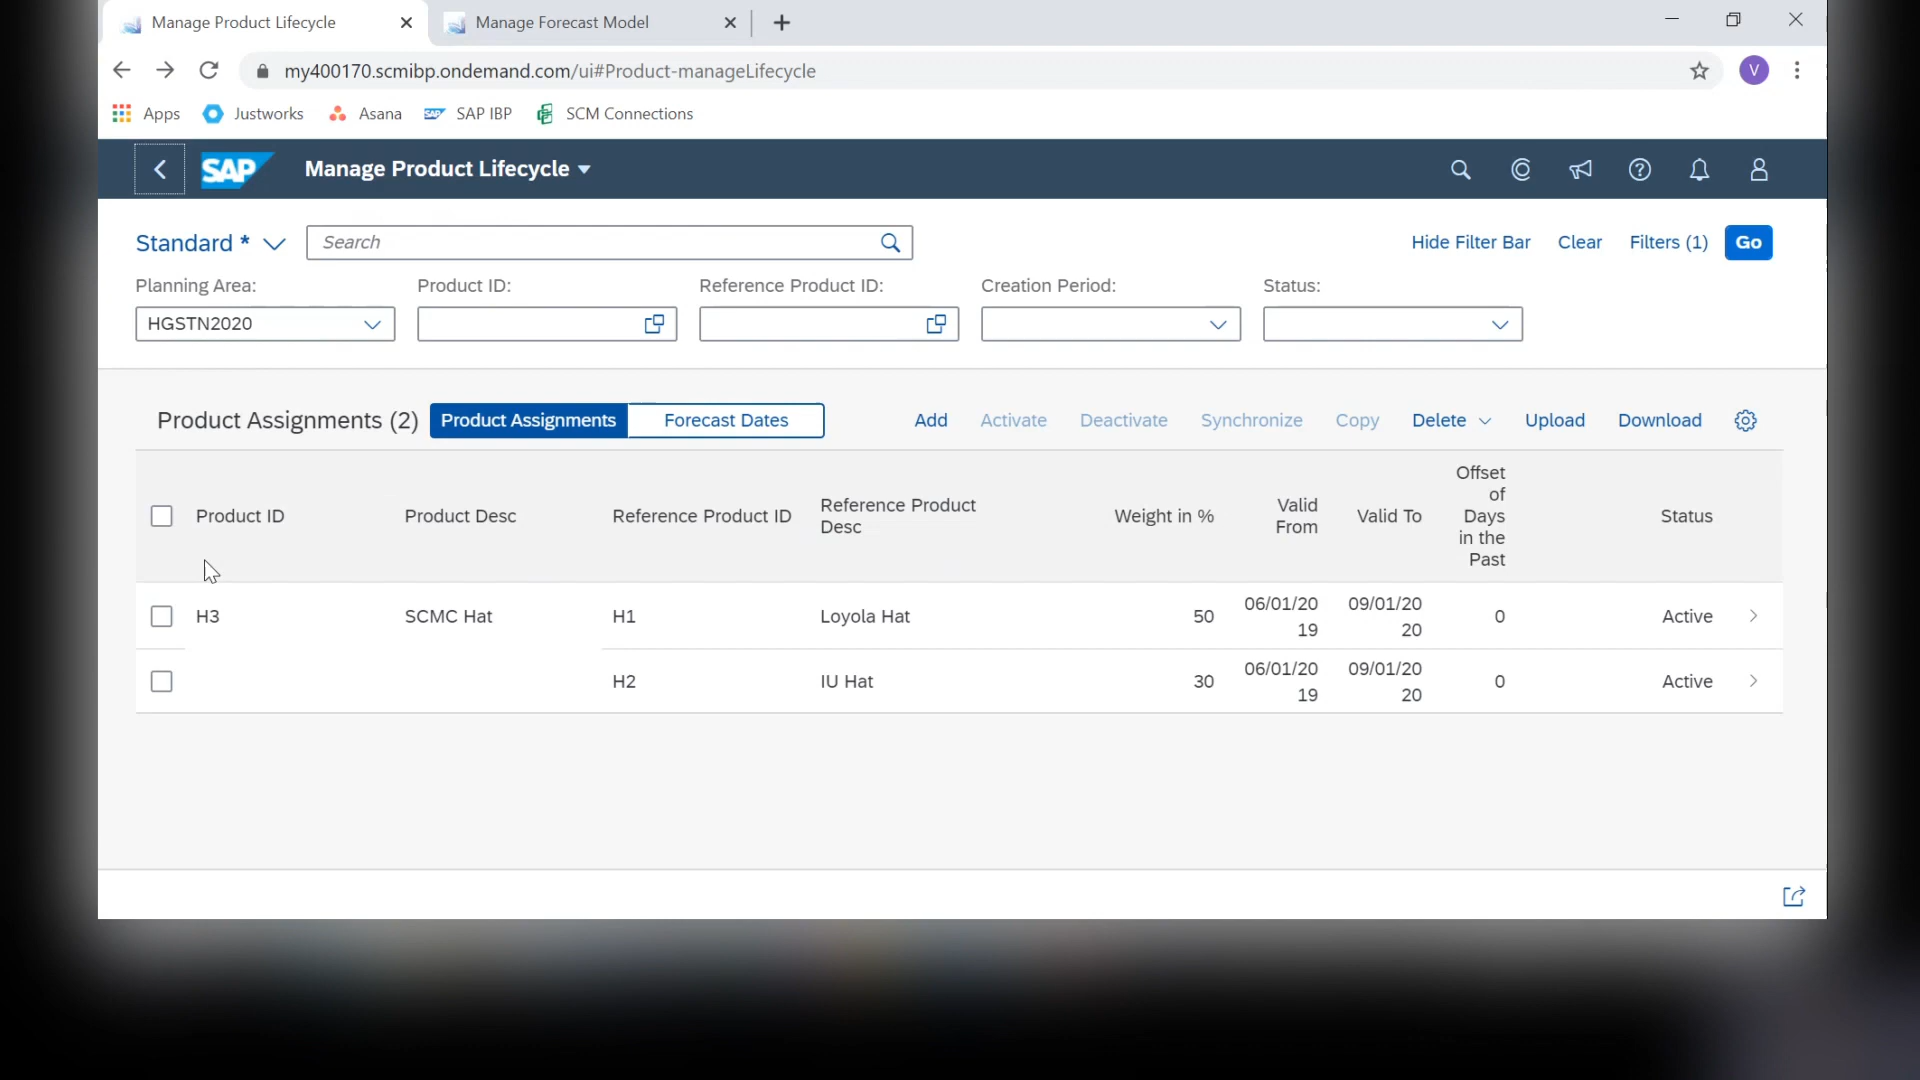 Manage Product Lifecycle
Manage Forecast Model
my400170.scmibp.ondemand.com/ui#Product-manageLifecycle
V
Apps
Justworks
Asana
SAP IBP
SCM Connections
SAP
Manage Product Lifecycle
Standard *
Search
Hide Filter Bar
Clear
Filters (1)
Go
Planning Area:
Product ID:
Reference Product ID:
Creation Period:
Status:
HGSTN2020
Product Assignments (2)
Product Assignments
Forecast Dates
Add
Activate
Deactivate
Synchronize
Copy
Delete
Upload
Download
Product ID
Product Desc
Reference Product ID
Reference Product
Desc
Weight in %
Valid
From
Valid To
Offset
of
Days
in the
Past
Status
H3
SCMC Hat
H1
Loyola Hat
50
06/01/20
19
09/01/20
20
0
Active
H2
IU Hat
30
06/01/20
19
09/01/20
20
0
Active